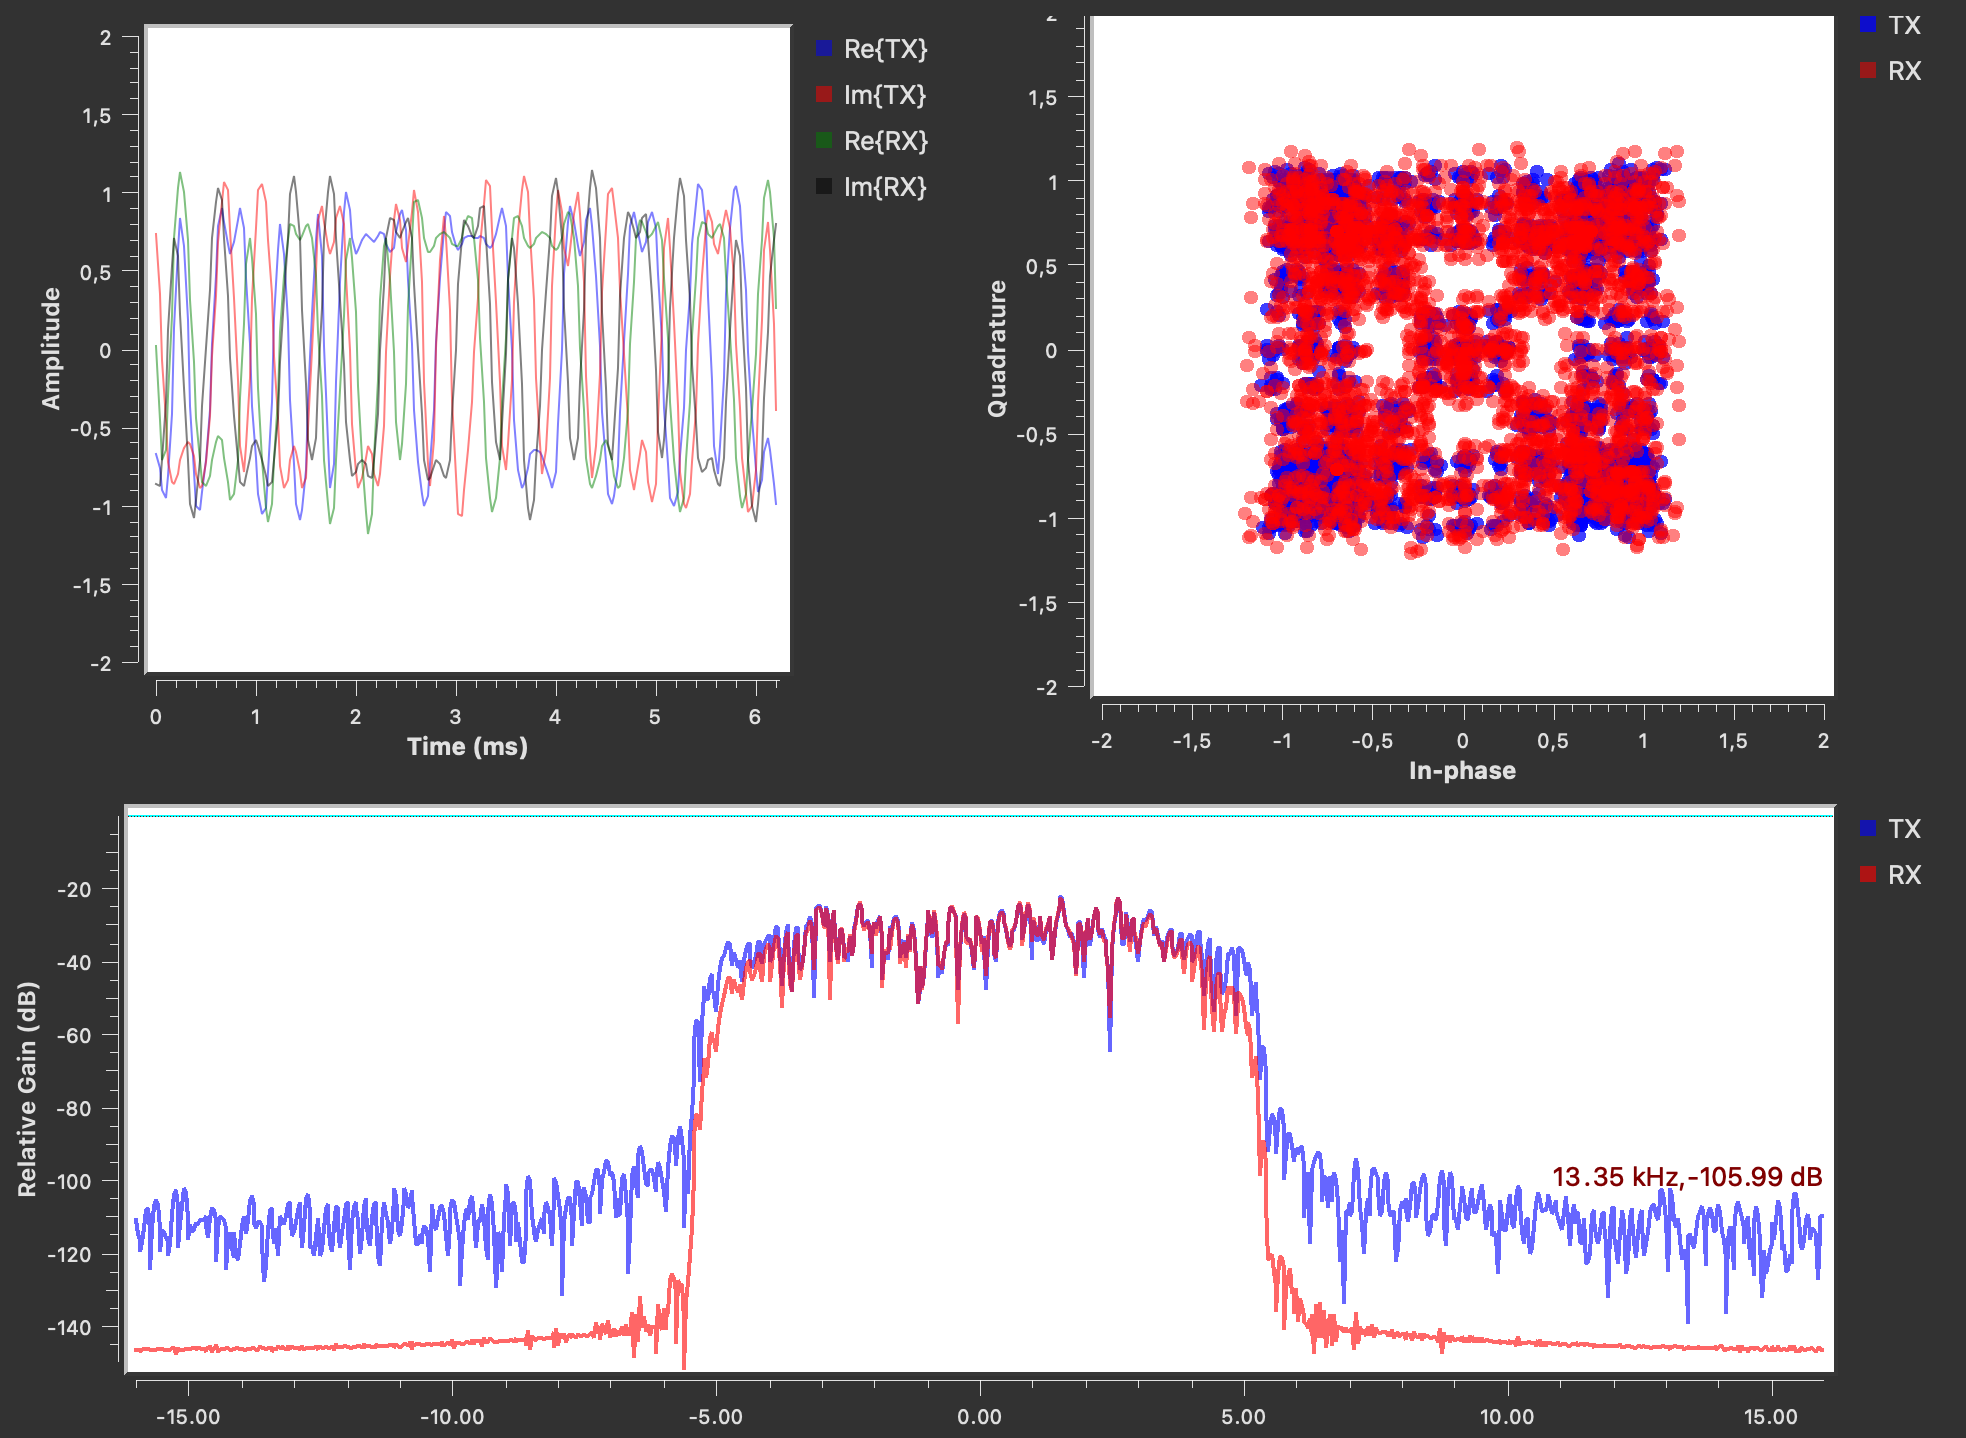 2
1,5
1
0,5
0
-0,5
-1
-1,5
-2
Amplitude
0 1 2 3 4 5 6
Time (ms)
Re{TX}
Im{TX}
Re{RX}
Im{RX}
2
1,5
1
0,5
0
-0,5
-1
-1,5
-2
Quadrature
-2 -1,5 -1 -0,5 0 0,5 1 1,5 2
In-phase
TX
RX
-20
-40
-60
-80
-100
-120
-140
Relative Gain (dB)
13.35 kHz,-105.99 dB
-15.00 -10.00 -5.00 0.00 5.00 10.00 15.00
TX
RX